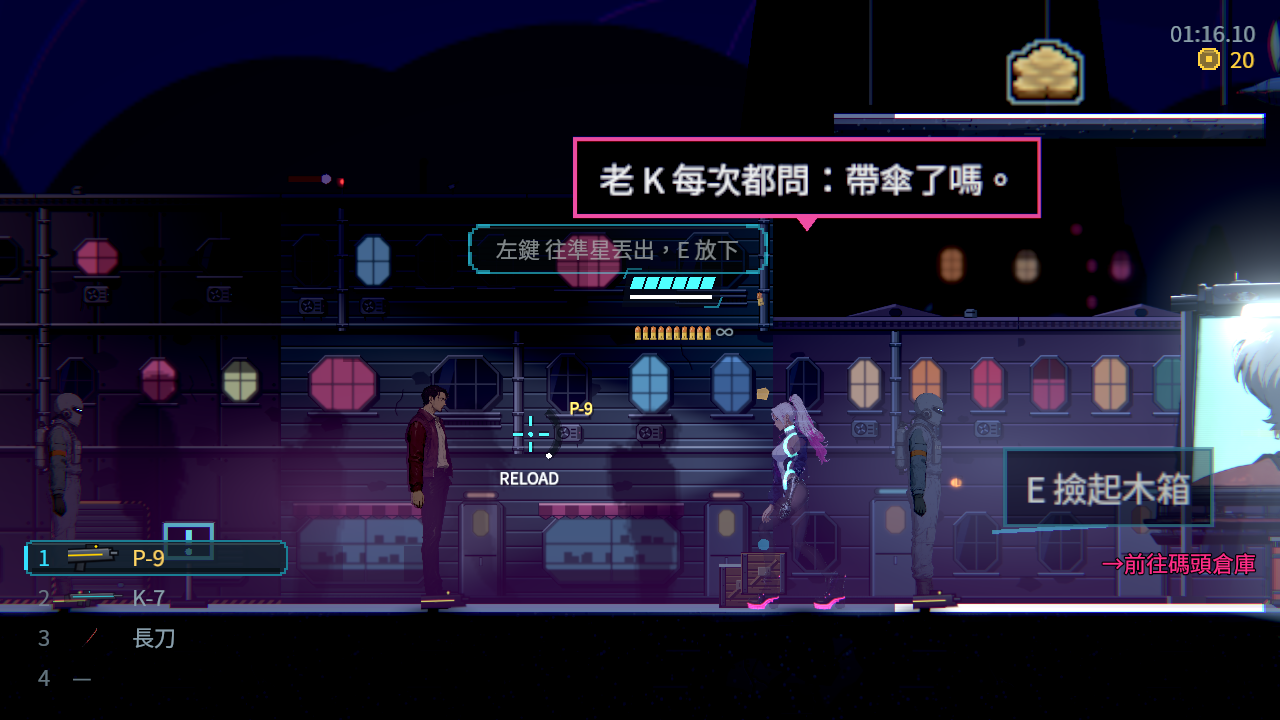 01:16.10
20
老K每次都問：帶傘了嗎。
左鍵 往準星丟出，E 放下
∞
P-9
RELOAD
E 撿起木箱
→前往碼頭倉庫
1 P-9
2 K-7
3 長刀
4 —